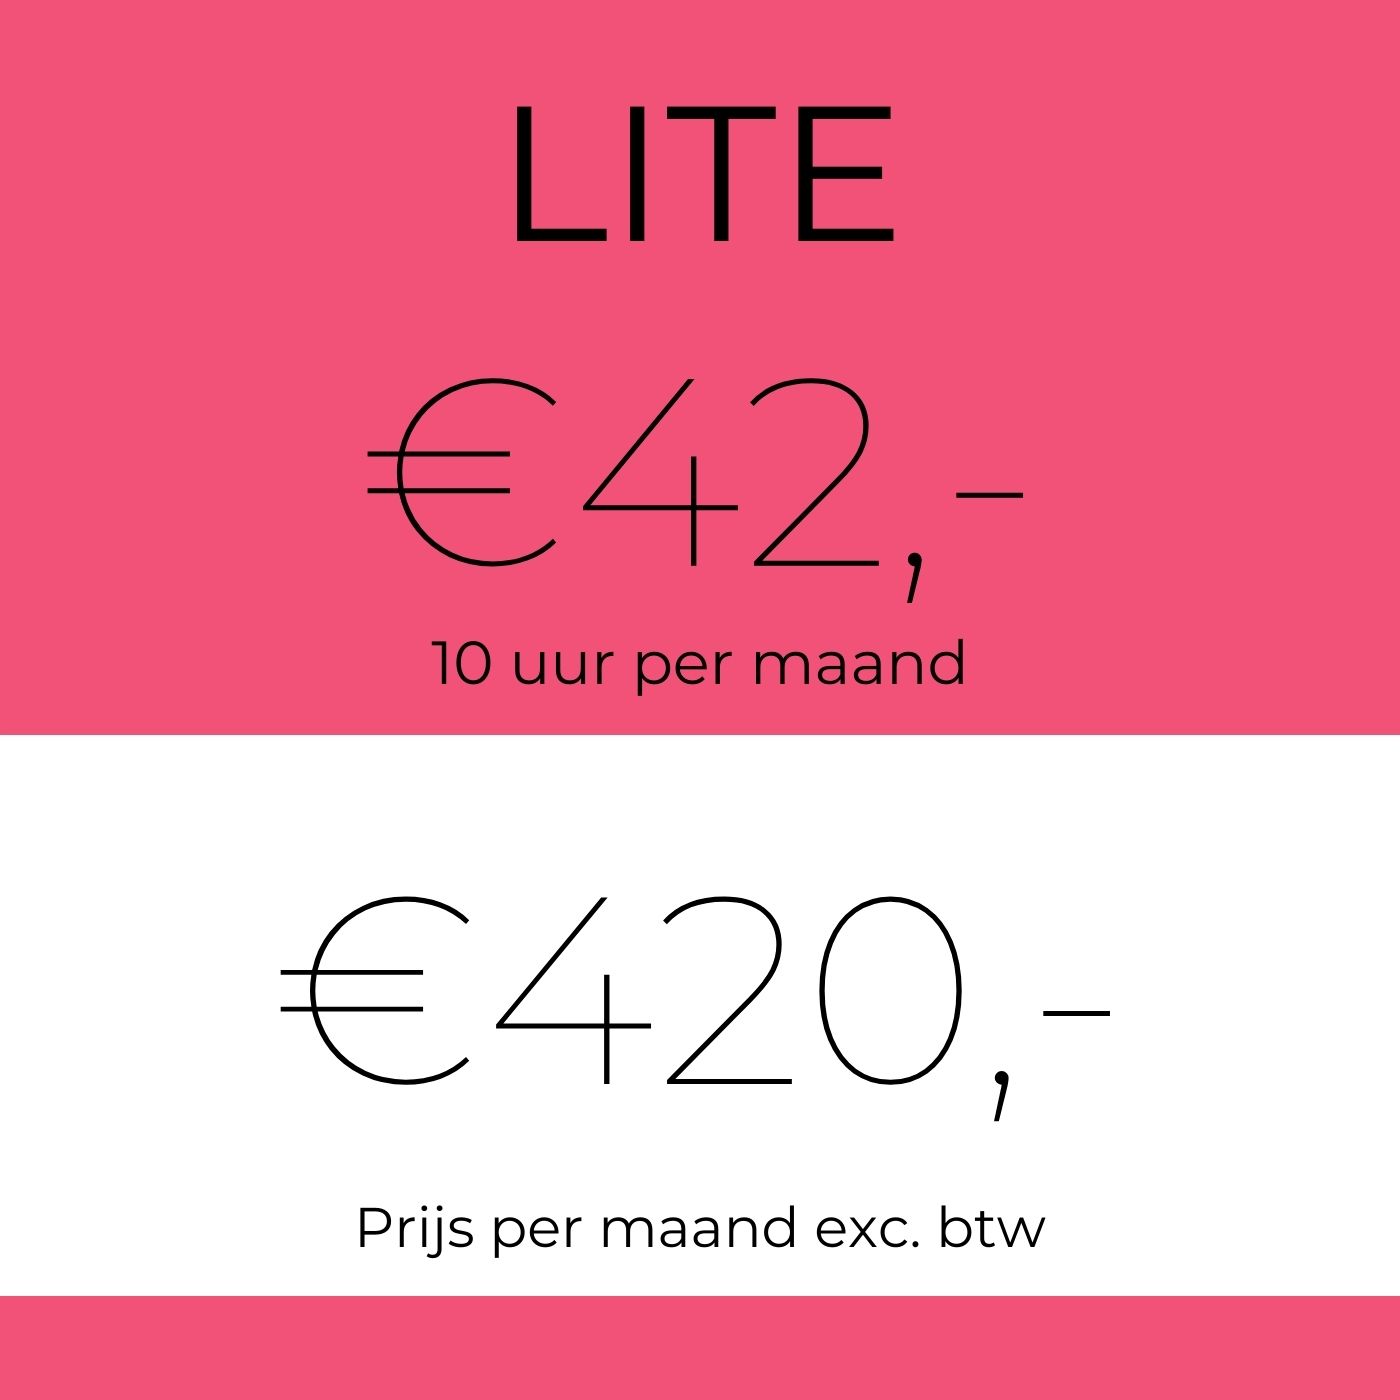 LITE
€42,-
10 uur per maand
€420,-
Prijs per maand exc. btw